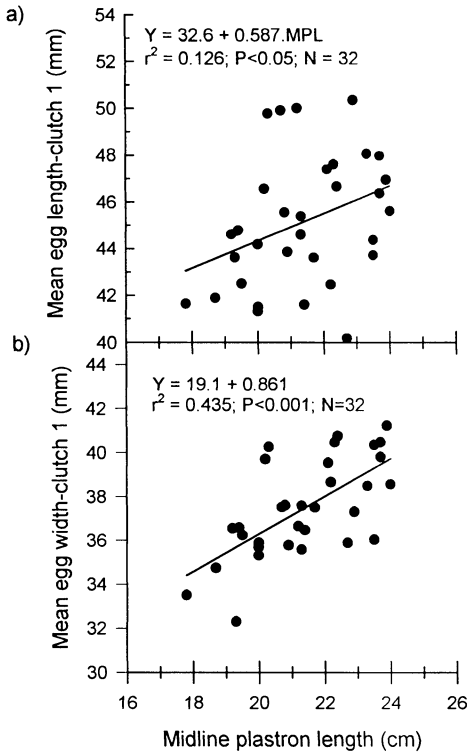 a)
Y = 32.6 + 0.587.MPL
r² = 0.126; P<0.05; N = 32
Mean egg length-clutch 1 (mm)
54
52
50
48
46
44
42
40
b)
Y = 19.1 + 0.861
r² = 0.435; P<0.001; N=32
Mean egg width-clutch 1 (mm)
44
42
40
38
36
34
32
30
16 18 20 22 24 26
Midline plastron length (cm)